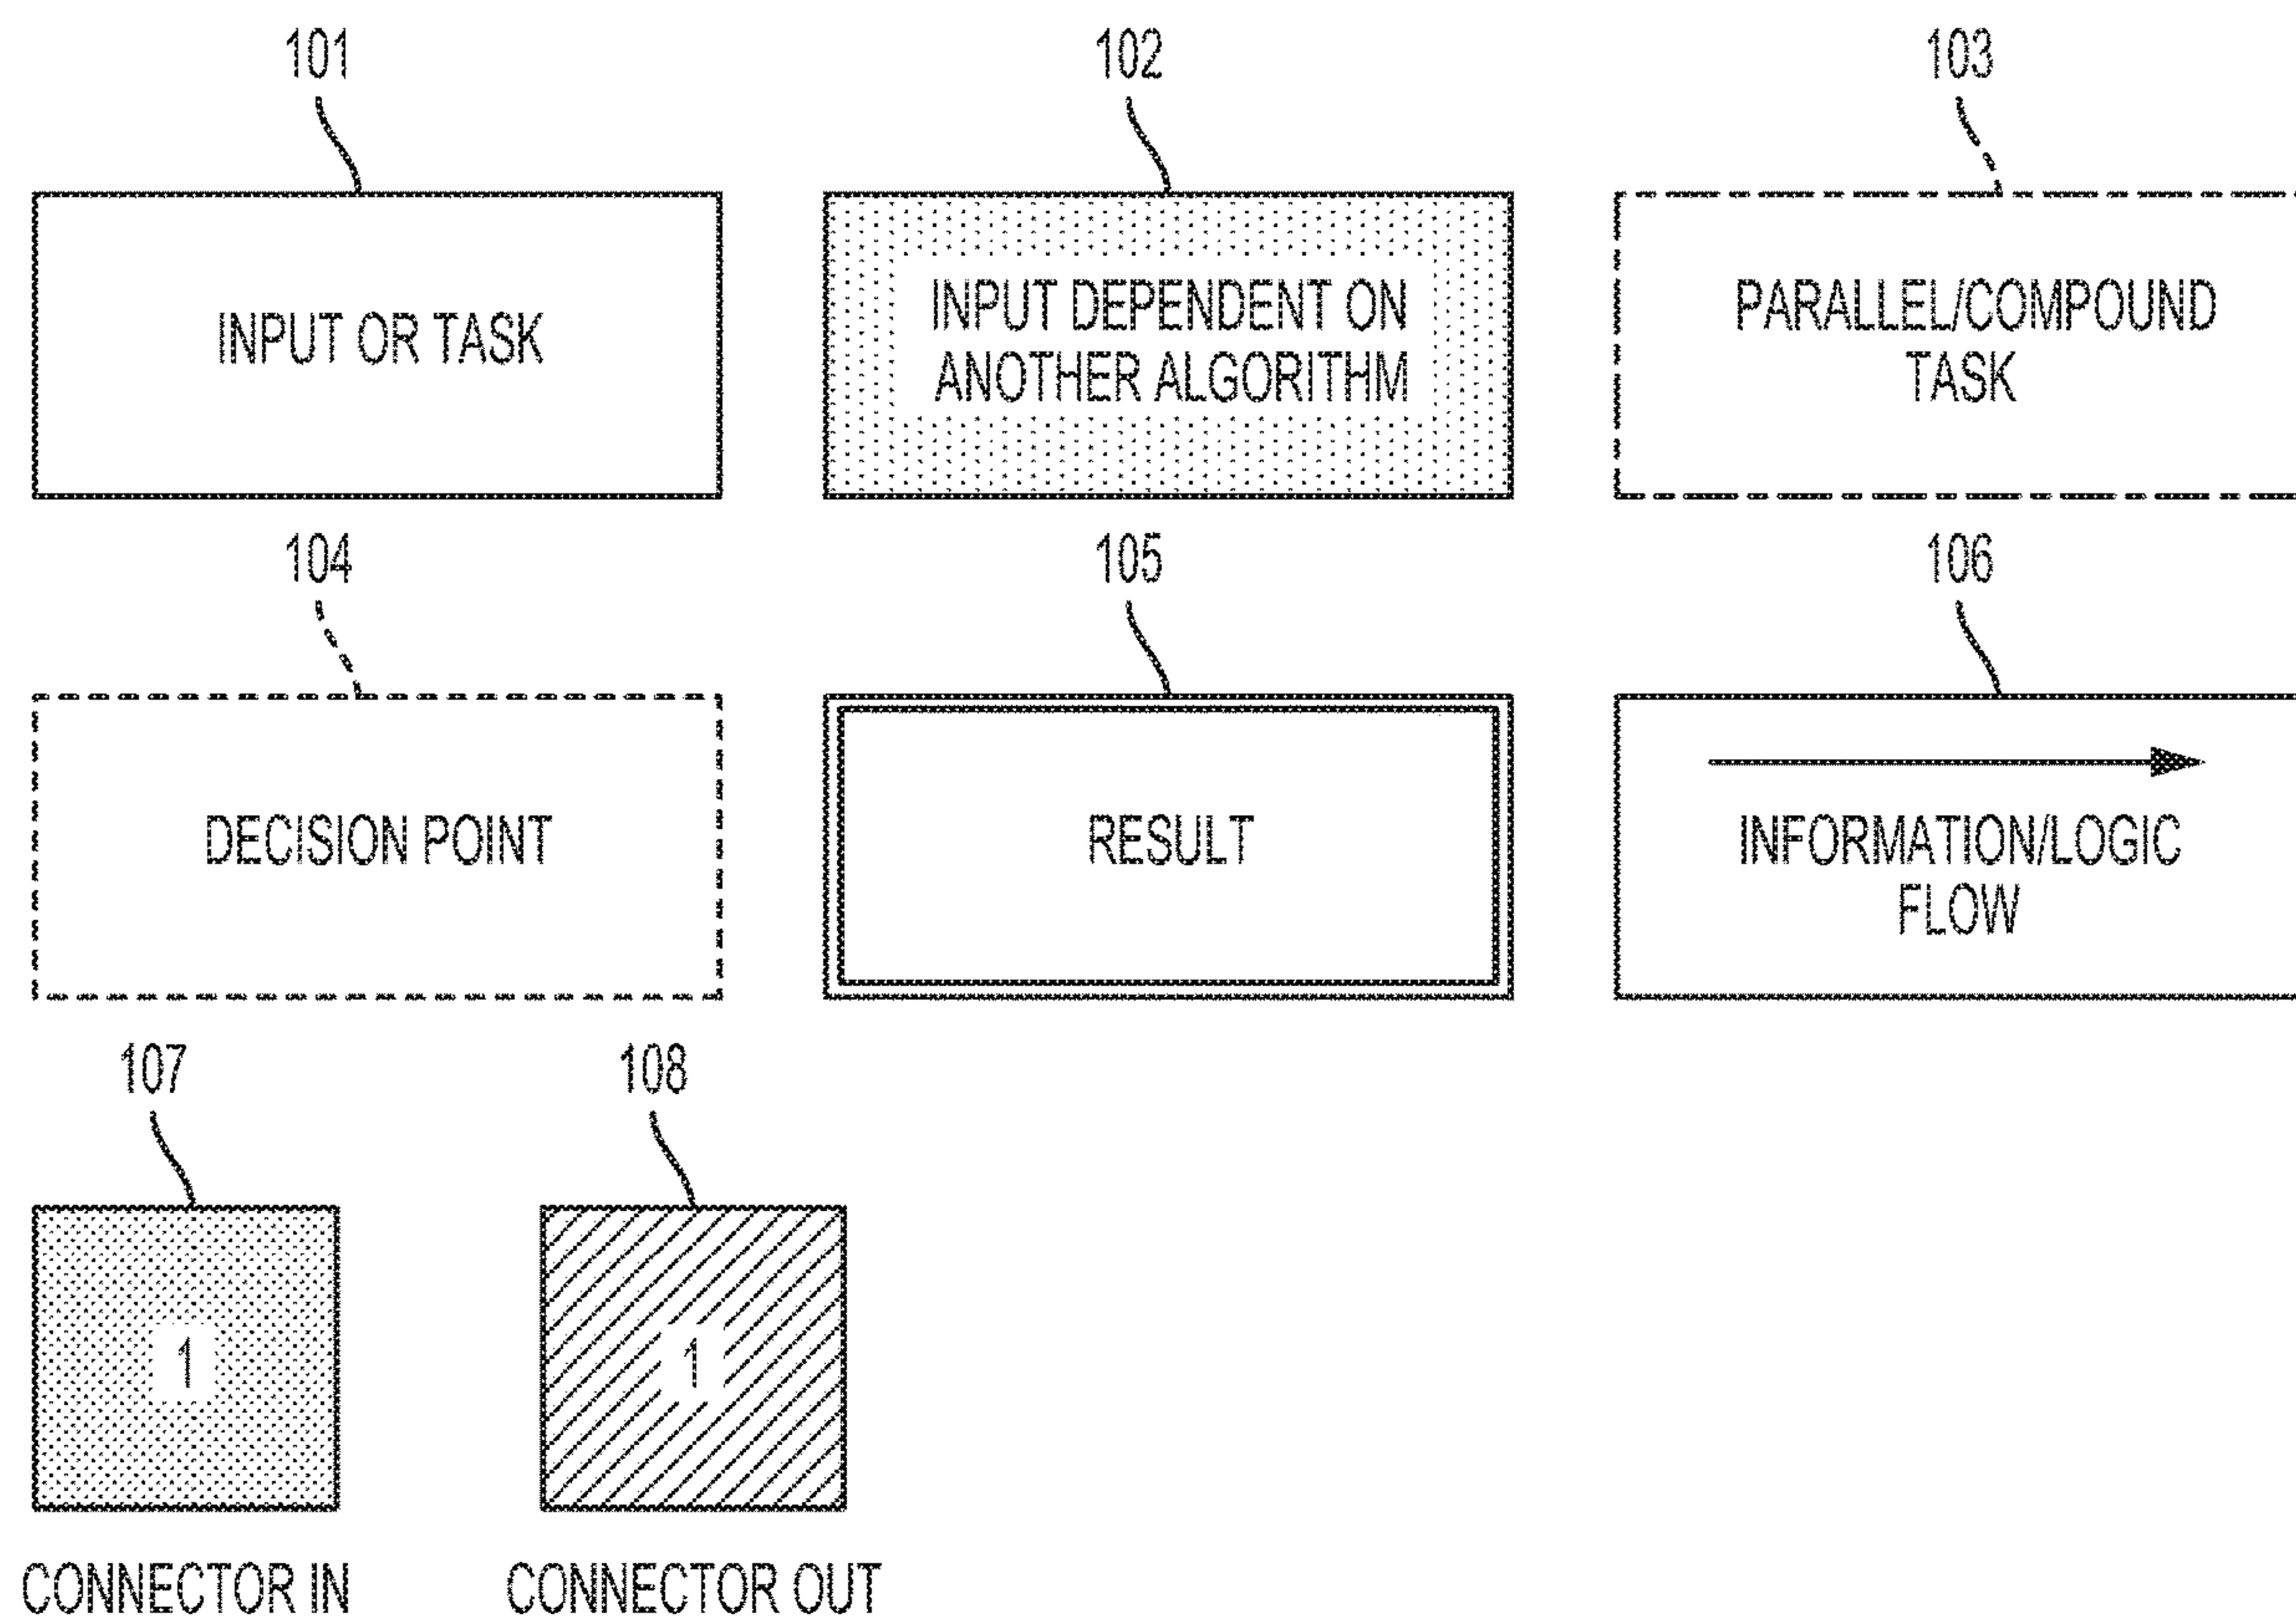 101
102
103
INPUT OR TASK
INPUT DEPENDENT ON
ANOTHER ALGORITHM
PARALLEL/COMPOUND
TASK
104
105
106
DECISION POINT
RESULT
INFORMATION/LOGIC
FLOW
107
108
1
1
CONNECTOR IN
CONNECTOR OUT